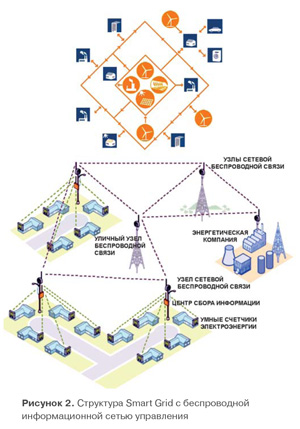 УЗЛЫ СЕТЕВОЙ
БЕСПРОВОДНОЙ СВЯЗИ
УЛИЧНЫЙ УЗЕЛ
БЕСПРОВОДНОЙ
СВЯЗИ
ЭНЕРГЕТИЧЕСКАЯ
КОМПАНИЯ
УЗЕЛ СЕТЕВОЙ
БЕСПРОВОДНОЙ СВЯЗИ
ЦЕНТР СБОРА ИНФОРМАЦИИ
УМНЫЕ СЧЕТЧИКИ
ЭЛЕКТРОЭНЕРГИИ
Рисунок 2. Структура Smart Grid с беспроводной
информационной сетью управления